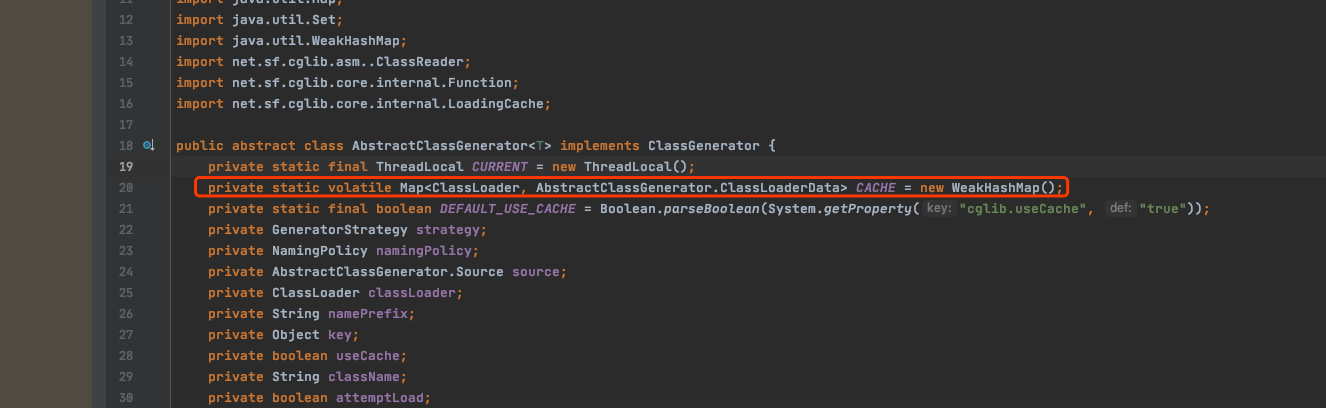 11 import java.util.Map;
12 import java.util.Set;
13 import java.util.WeakHashMap;
14 import net.sf.cglib.asm..ClassReader;
15 import net.sf.cglib.core.internal.Function;
16 import net.sf.cglib.core.internal.LoadingCache;
17
18 public abstract class AbstractClassGenerator<T> implements ClassGenerator {
19 private static final ThreadLocal CURRENT = new ThreadLocal();
20 private static volatile Map<ClassLoader, AbstractClassGenerator.ClassLoaderData> CACHE = new WeakHashMap();
21 private static final boolean DEFAULT_USE_CACHE = Boolean.parseBoolean(System.getProperty( key: "cglib.useCache", def: "true"));
22 private GeneratorStrategy strategy;
23 private NamingPolicy namingPolicy;
24 private AbstractClassGenerator.Source source;
25 private ClassLoader classLoader;
26 private String namePrefix;
27 private Object key;
28 private boolean useCache;
29 private String className;
30 private boolean attemptLoad;